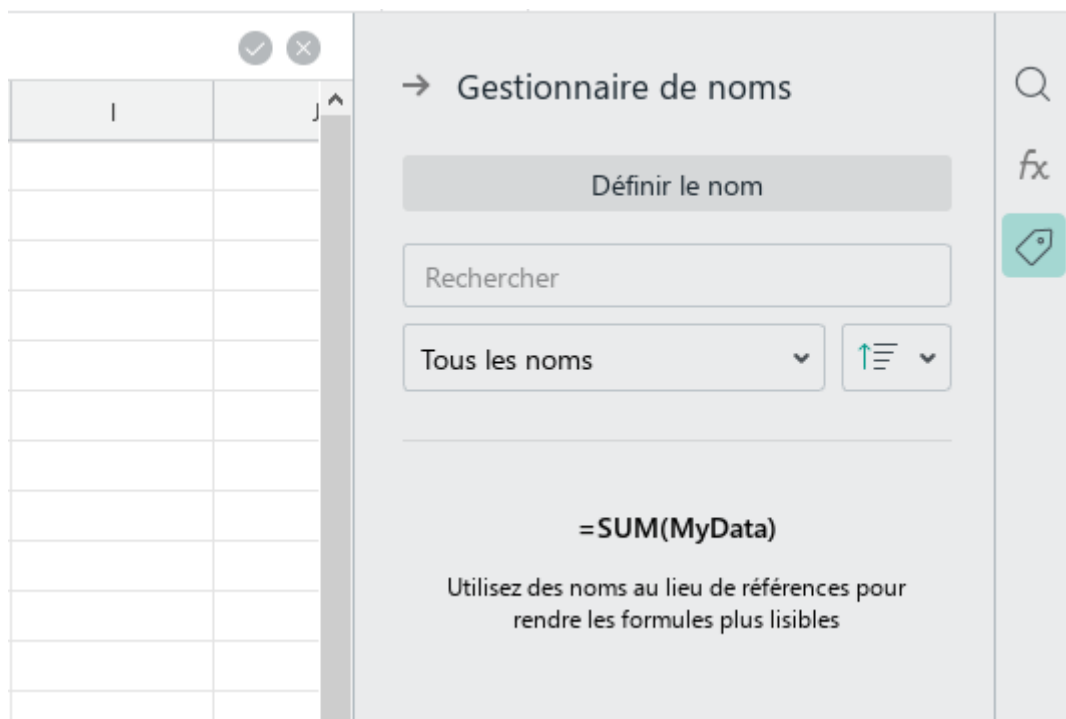 I
J
Gestionnaire de noms
Définir le nom
Rechercher
Tous les noms
=SUM(MyData)
Utilisez des noms au lieu de références pour
rendre les formules plus lisibles
fx